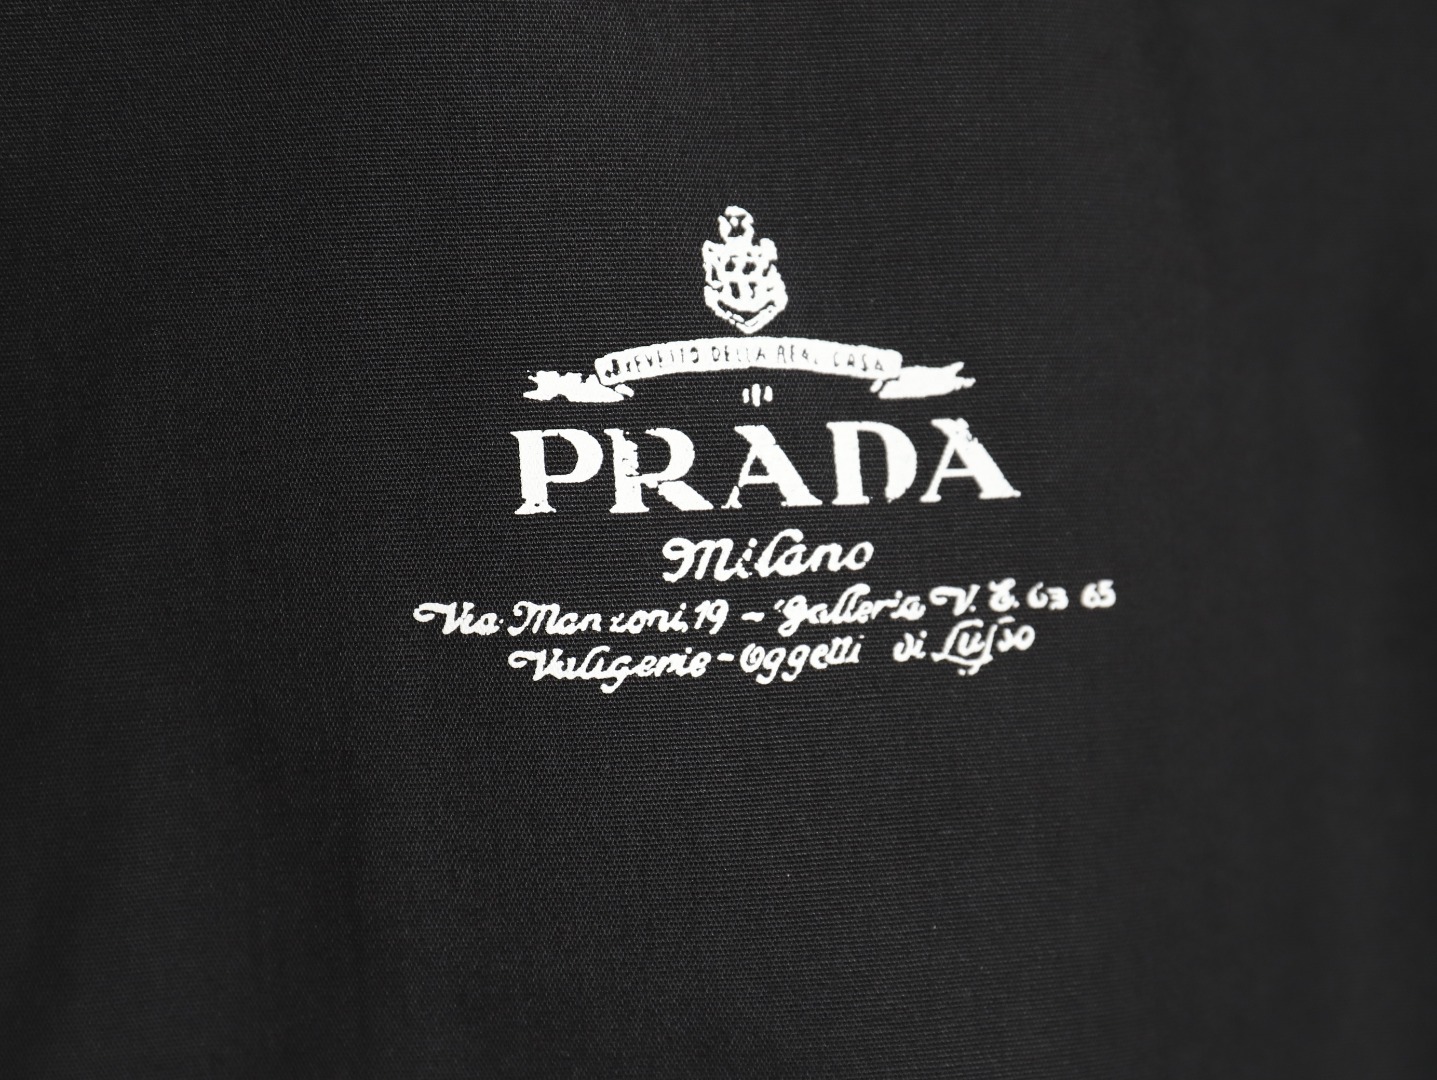 BREVETTO DELLA REAL CASA
PRADA
Milano
Via Manzoni, 19 - Galleria V. E. 63 65
Valigerie - Oggetti di Lusso